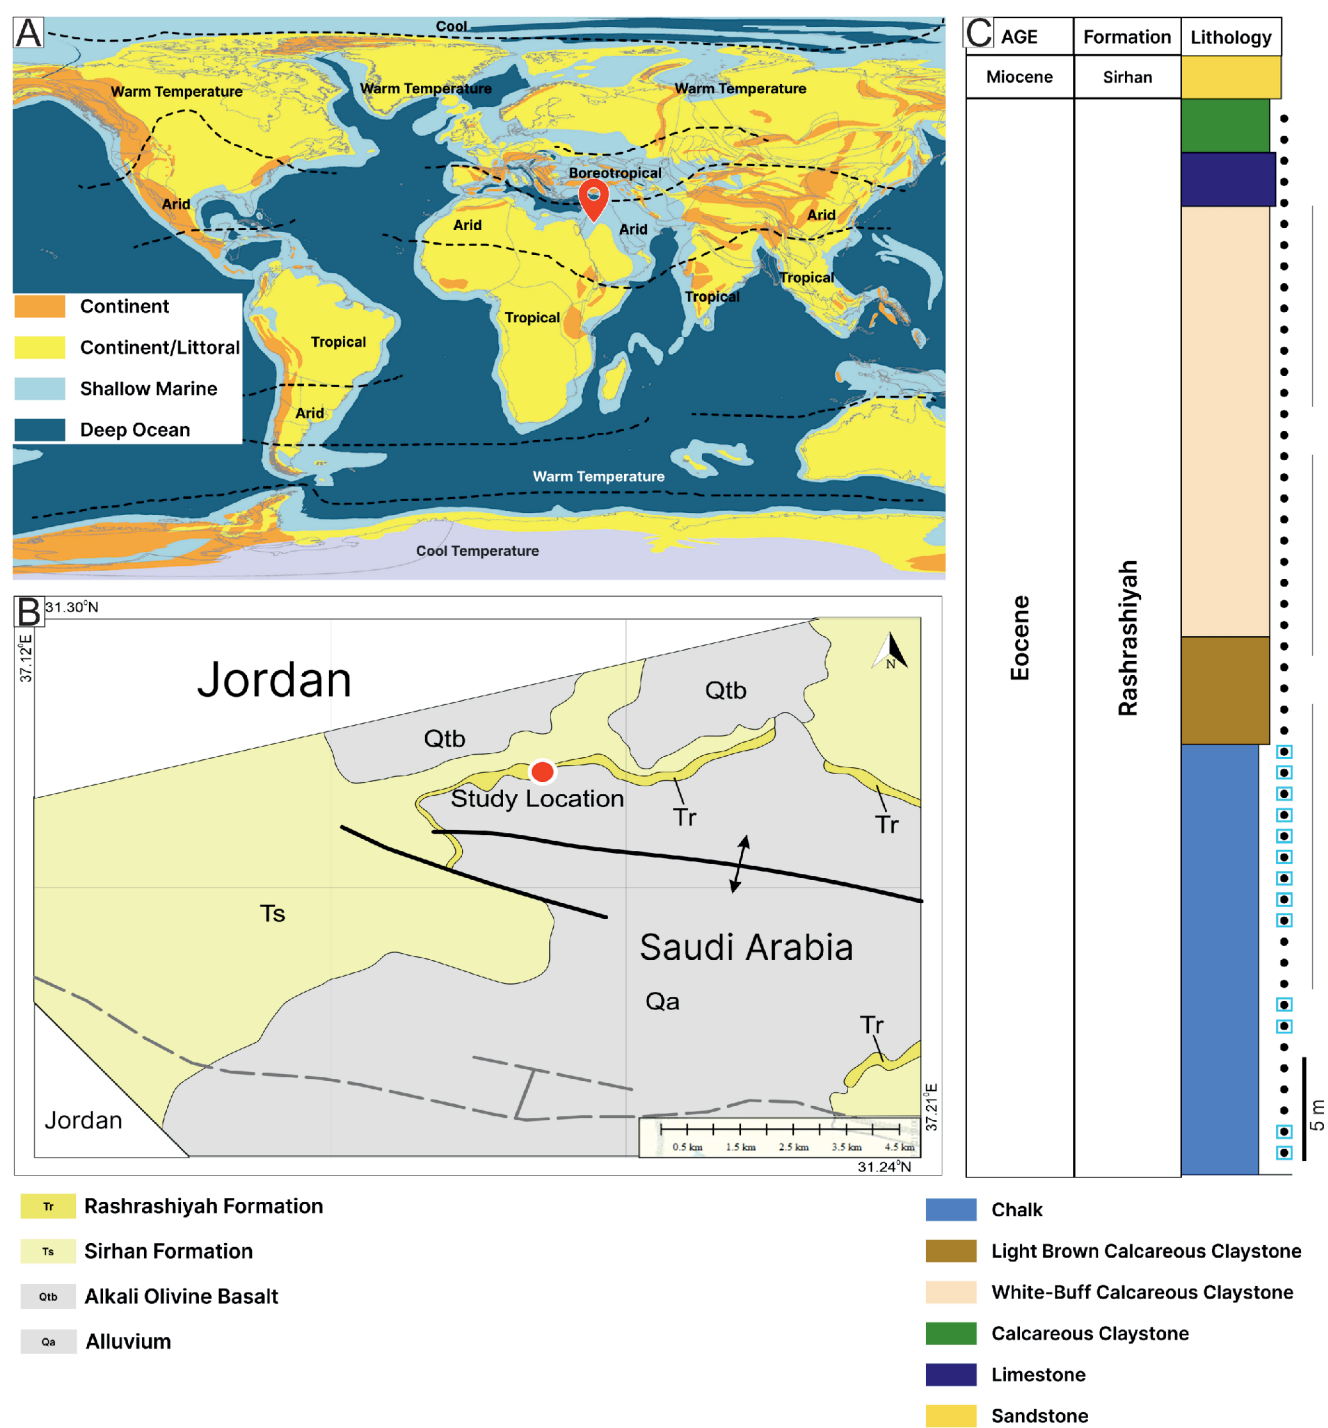 A
Cool
Warm Temperature
Warm Temperature
Warm Temperature
Boreotropical
Arid
Arid
Arid
Arid
Tropical
Tropical
Tropical
Tropical
Arid
Warm Temperature
Cool Temperature
Continent
Continent/Littoral
Shallow Marine
Deep Ocean
B
31.30°N
37.12°E
Jordan
N
Qtb
Qtb
Study Location
Tr
Tr
Ts
Saudi Arabia
Qa
Tr
Jordan
37.21°E
0.5 km 1.5 km 2.5 km 3.5 km 4.5 km
31.24°N
Tr Rashrashiyah Formation
Ts Sirhan Formation
Qtb Alkali Olivine Basalt
Qa Alluvium
C
AGE Formation Lithology
Miocene Sirhan
Eocene
Rashrashiyah
5 m
Chalk
Light Brown Calcareous Claystone
White-Buff Calcareous Claystone
Calcareous Claystone
Limestone
Sandstone